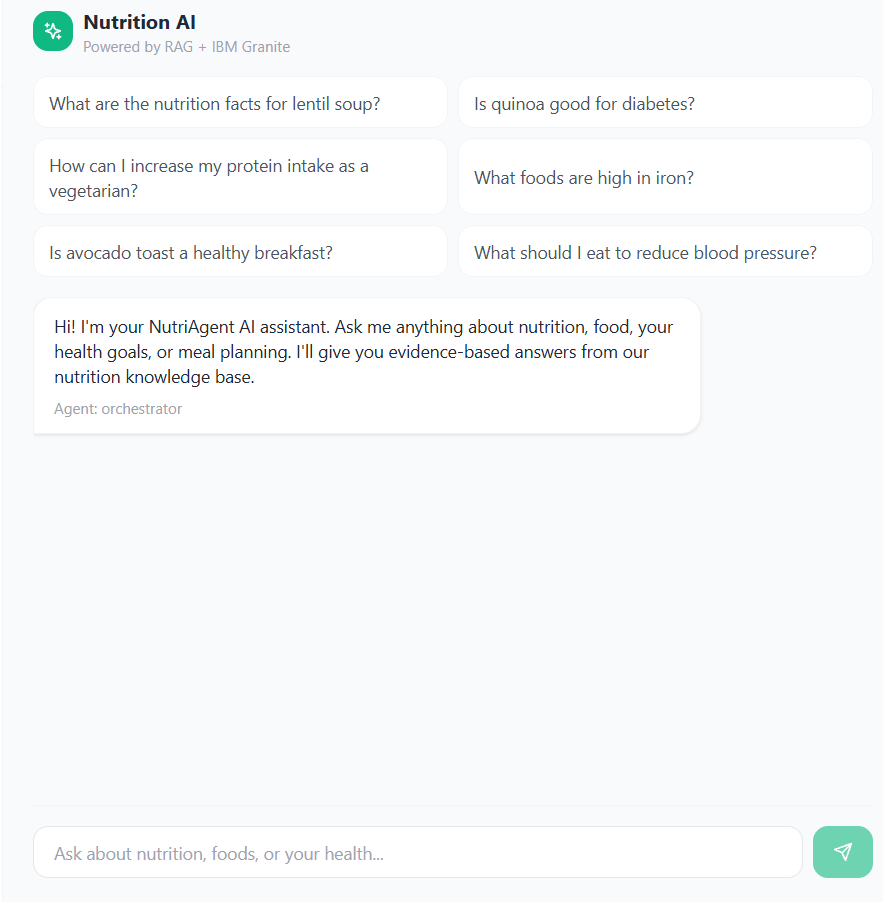 Nutrition AI
Powered by RAG + IBM Granite
What are the nutrition facts for lentil soup?
Is quinoa good for diabetes?
How can I increase my protein intake as a
vegetarian?
What foods are high in iron?
Is avocado toast a healthy breakfast?
What should I eat to reduce blood pressure?
Hi! I'm your NutriAgent AI assistant. Ask me anything about nutrition, food, your
health goals, or meal planning. I'll give you evidence-based answers from our
nutrition knowledge base.
Agent: orchestrator
Ask about nutrition, foods, or your health...